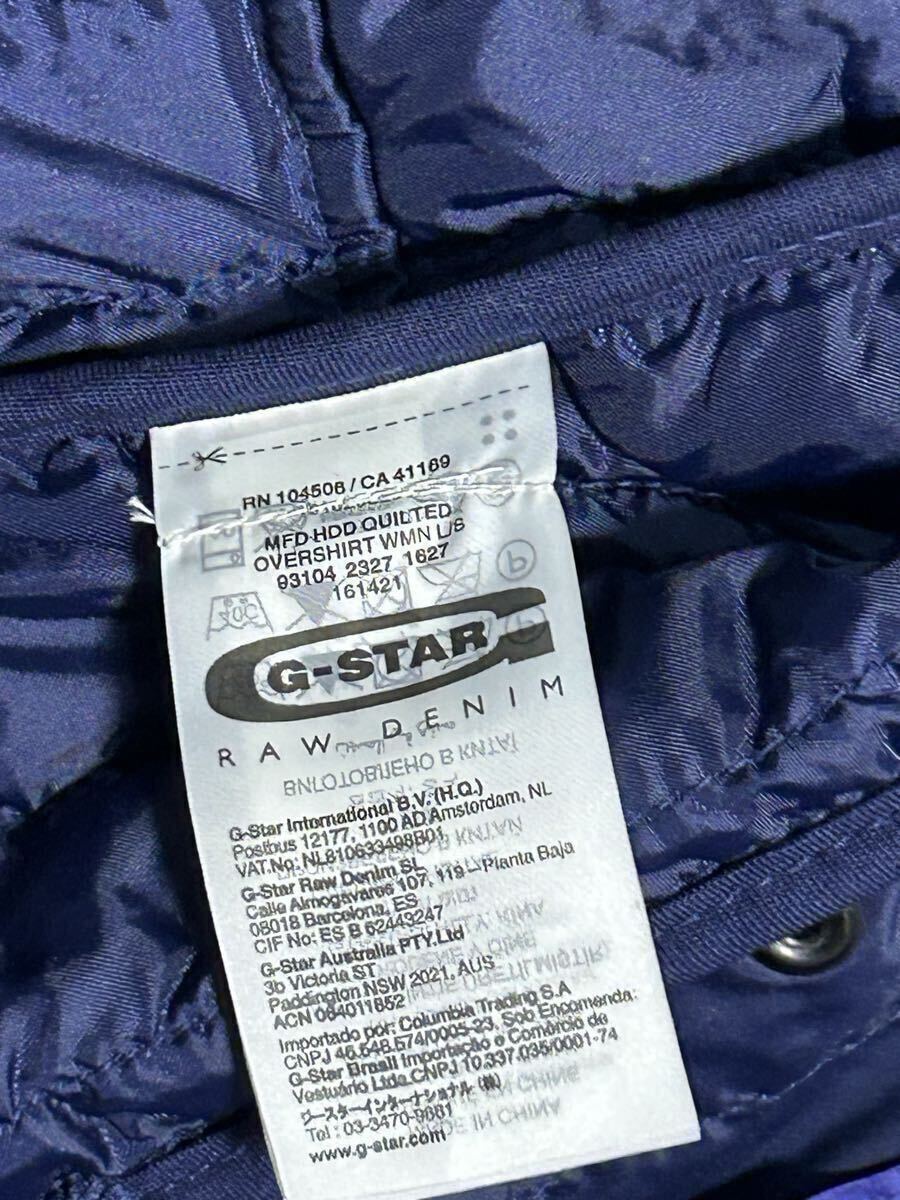 RN 104506 / CA 41169
MFD HDD QUILTED
OVERSHIRT WMN L/S
93104 2327 1627
161421
G-STAR
RAW DENIM
G-Star International B.V. (H.Q.)
Postbus 12177, 1100 AD Amsterdam, NL
VAT.No: NL810633498B01
G-Star Raw Denim SL
Calle Almogavares 107, 119 – Planta Baja
08018 Barcelona, ES
CIF No: ES B 62443247
G-Star Australia PTY.Ltd
3b Victoria ST
Paddington NSW 2021, AUS
ACN 084011652
Importado por: Columbia Trading S.A
CNPJ 46.548.574/0005-23, Sob Encomenda:
G-Star Brasil Importação e Comércio de
Vestuário Ltda CNPJ 10.337.035/0001-74
ジースターインターナショナル (株)
Tel : 03-3470-9661
www.g-star.com
MADE IN CHINA